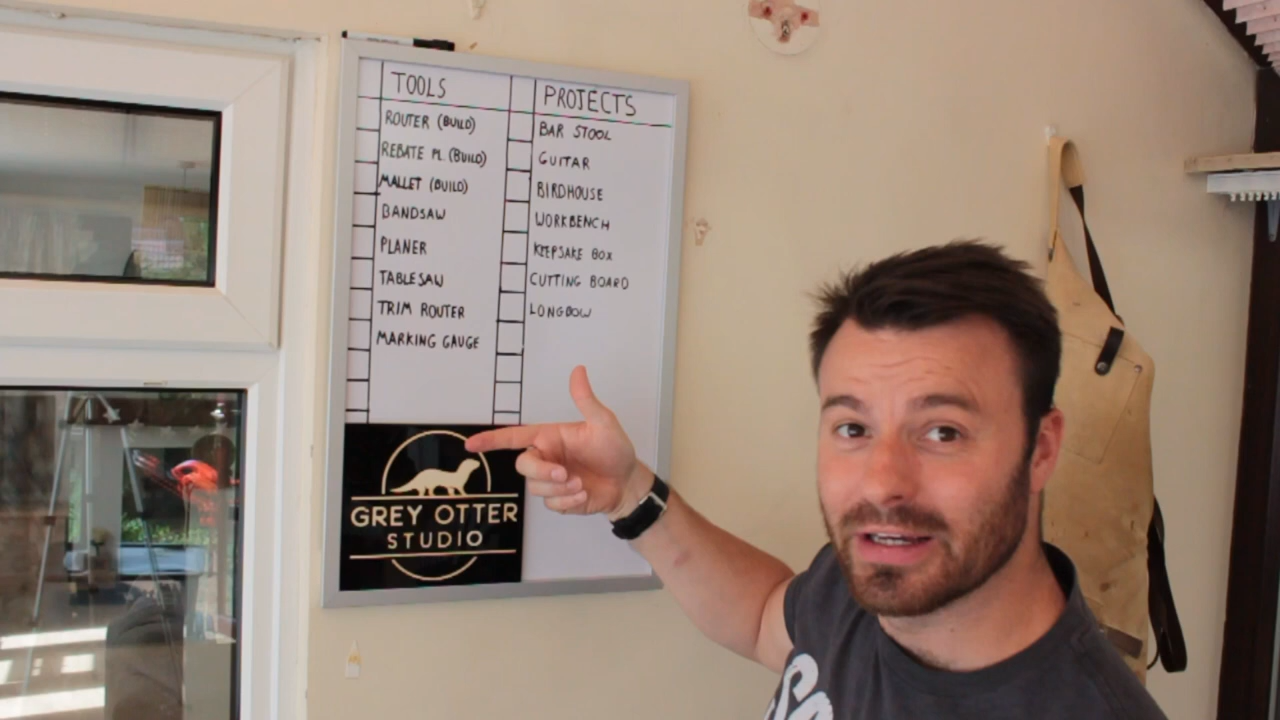 TOOLS
ROUTER (BUILD)
REBATE PL. (BUILD)
MALLET (BUILD)
BANDSAW
PLANER
TABLESAW
TRIM ROUTER
MARKING GAUGE
PROJECTS
BAR STOOL
GUITAR
BIRDHOUSE
WORKBENCH
KEEPSAKE BOX
CUTTING BOARD
LONGBOW
GREY OTTER
STUDIO